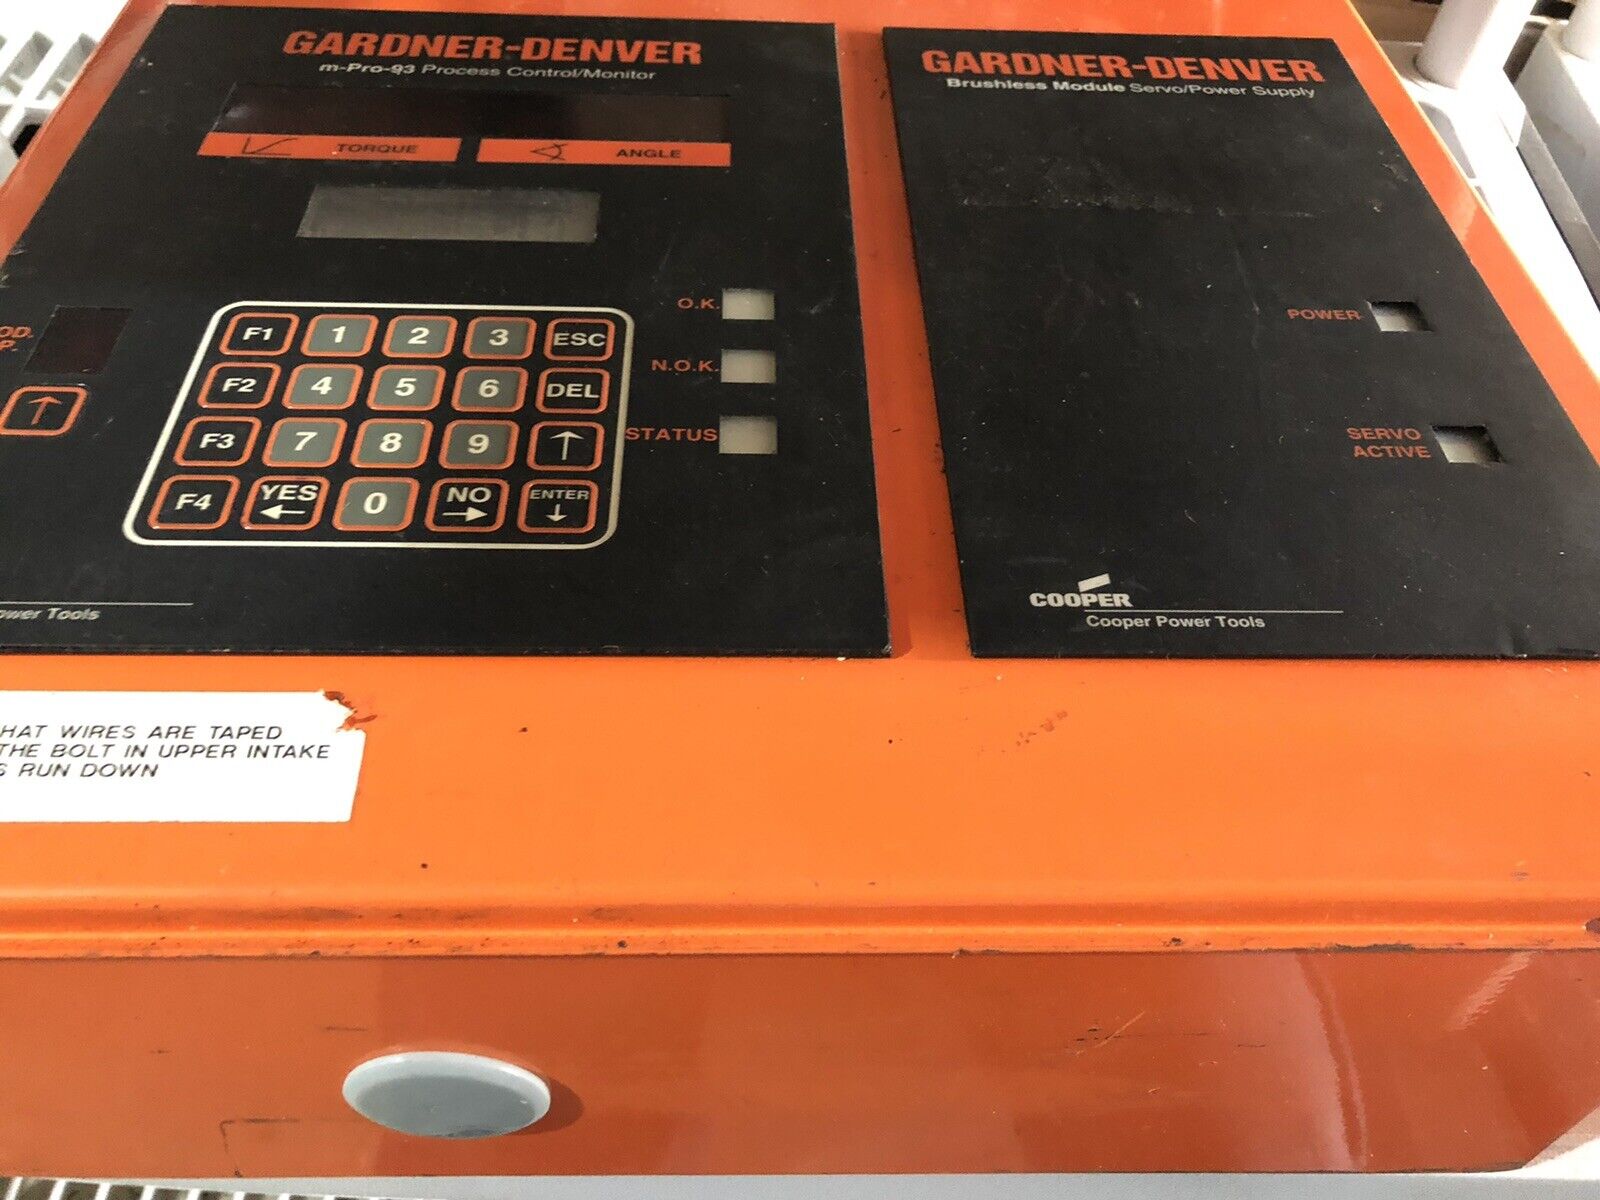 GARDNER-DENVER
m-Pro-93 Process Control/Monitor
TORQUE
ANGLE
O.K.
N.O.K.
STATUS
OD.
P.
F1 1 2 3 ESC
F2 4 5 6 DEL
F3 7 8 9 ↑
F4 YES ← 0 NO → ENTER ↓
ower Tools
GARDNER-DENVER
Brushless Module Servo/Power Supply
POWER
SERVO
ACTIVE
COOPER
Cooper Power Tools
HAT WIRES ARE TAPED
THE BOLT IN UPPER INTAKE
S RUN DOWN